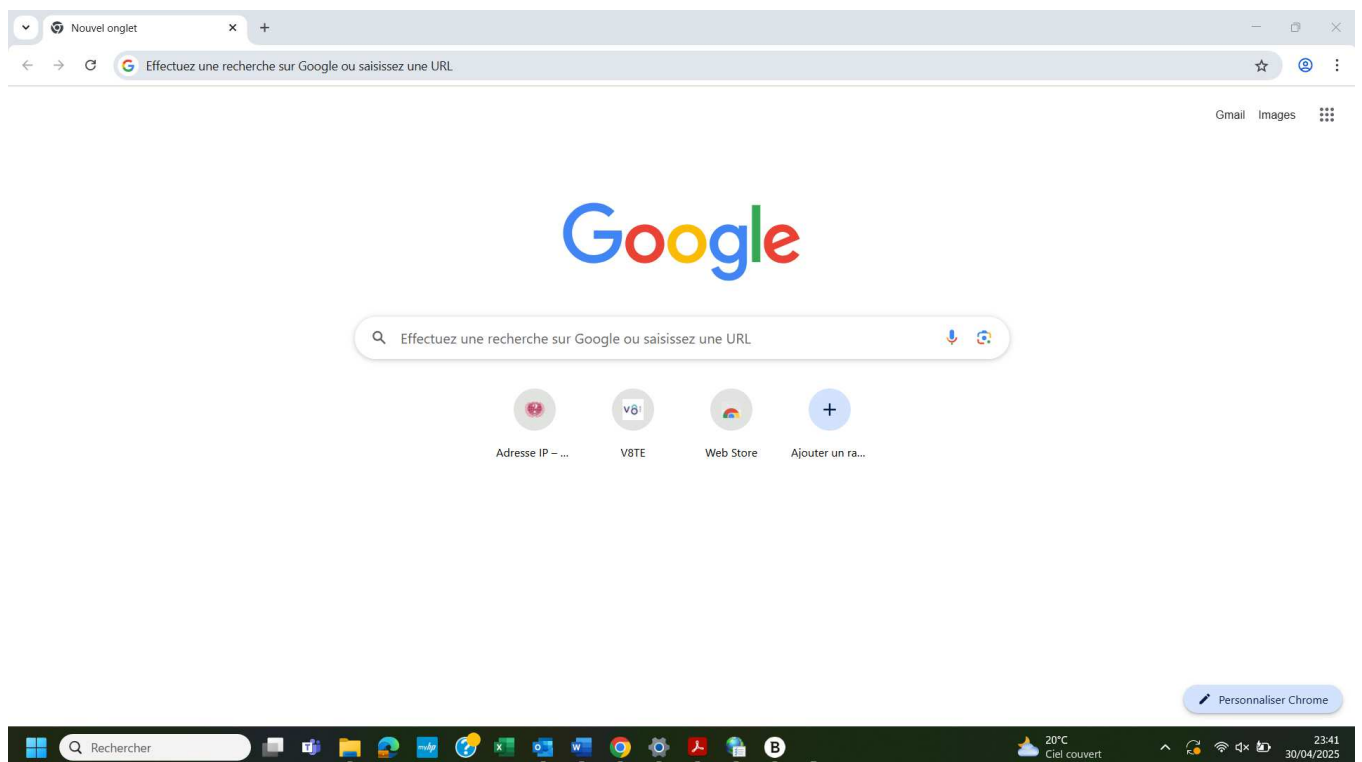 Nouvel onglet
Effectuez une recherche sur Google ou saisissez une URL
Gmail Images
Google
Effectuez une recherche sur Google ou saisissez une URL
V8
Adresse IP – ... V8TE Web Store Ajouter un ra...
Personnaliser Chrome
Rechercher
B
20°C 23:41
Ciel couvert 30/04/2025